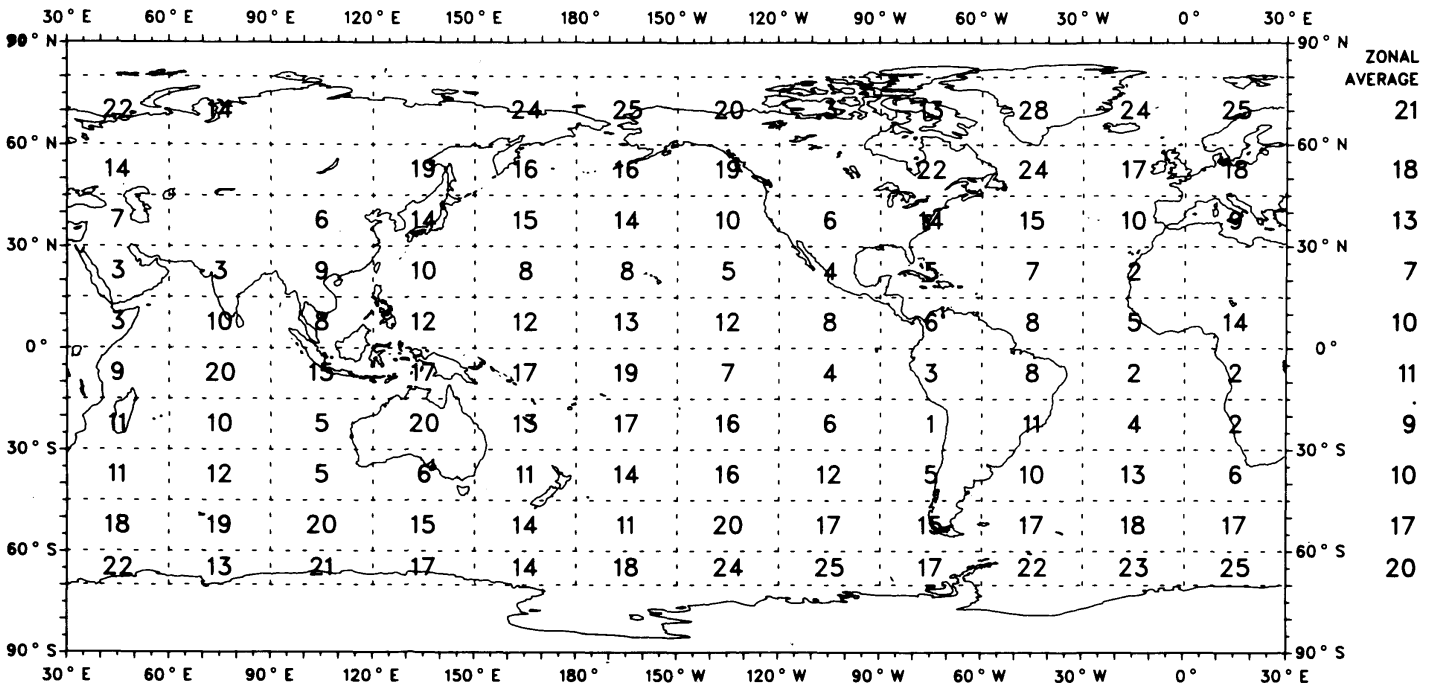 30° E 60° E 90° E 120° E 150° E 180° 150° W 120° W 90° W 60° W 30° W 0° 30° E
90° N 90° N
ZONAL
AVERAGE
22 24 25 20 13 28 24 25 21
60° N 60° N
14 19 16 16 19 22 24 17 18 18
7 6 14 15 14 10 6 14 15 10 9 13
30° N 30° N
3 3 9 10 8 8 5 4 5 7 2 7
3 10 8 12 12 13 12 8 6 8 5 14 10
0° 0°
9 20 15 17 17 19 7 4 3 8 2 2 11
11 10 5 20 13 17 16 6 1 11 4 2 9
30° S 30° S
11 12 5 6 11 14 16 12 5 10 13 6 10
18 19 20 15 14 11 20 17 15 17 18 17 17
60° S 60° S
22 13 21 17 14 18 24 25 17 22 23 25 20
90° S 90° S
30° E 60° E 90° E 120° E 150° E 180° 150° W 120° W 90° W 60° W 30° W 0° 30° E